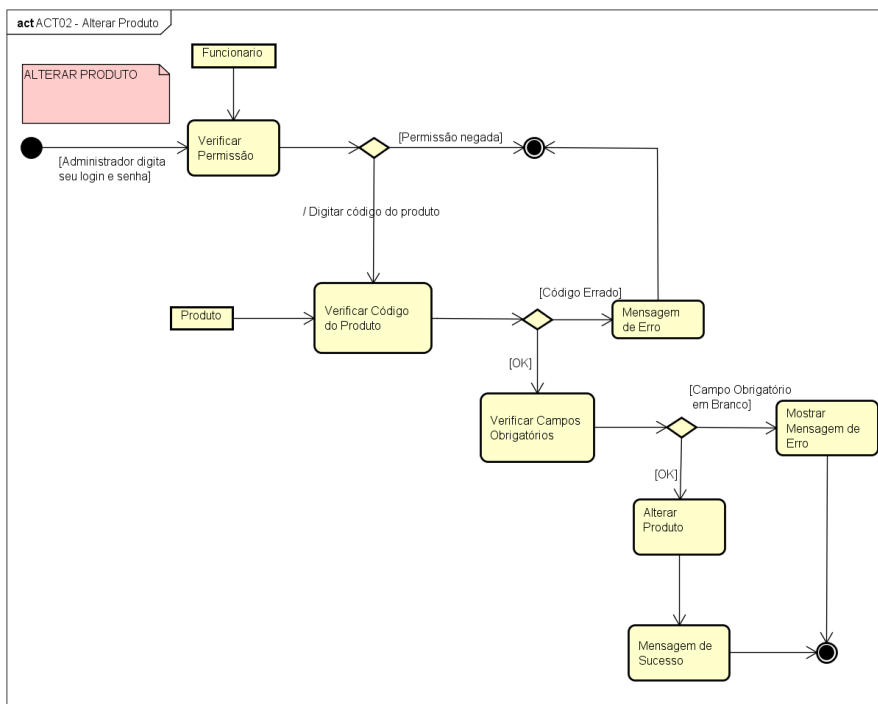 act ACT02 - Alterar Produto
Funcionario
ALTERAR PRODUTO
Verificar
Permissão
[Permissão negada]
[Administrador digita
seu login e senha]
/ Digitar código do produto
[Código Errado]
Produto
Verificar Código
do Produto
Mensagem
de Erro
[OK]
[Campo Obrigatório
em Branco]
Verificar Campos
Obrigatórios
Mostrar
Mensagem de
Erro
[OK]
Alterar
Produto
Mensagem de
Sucesso